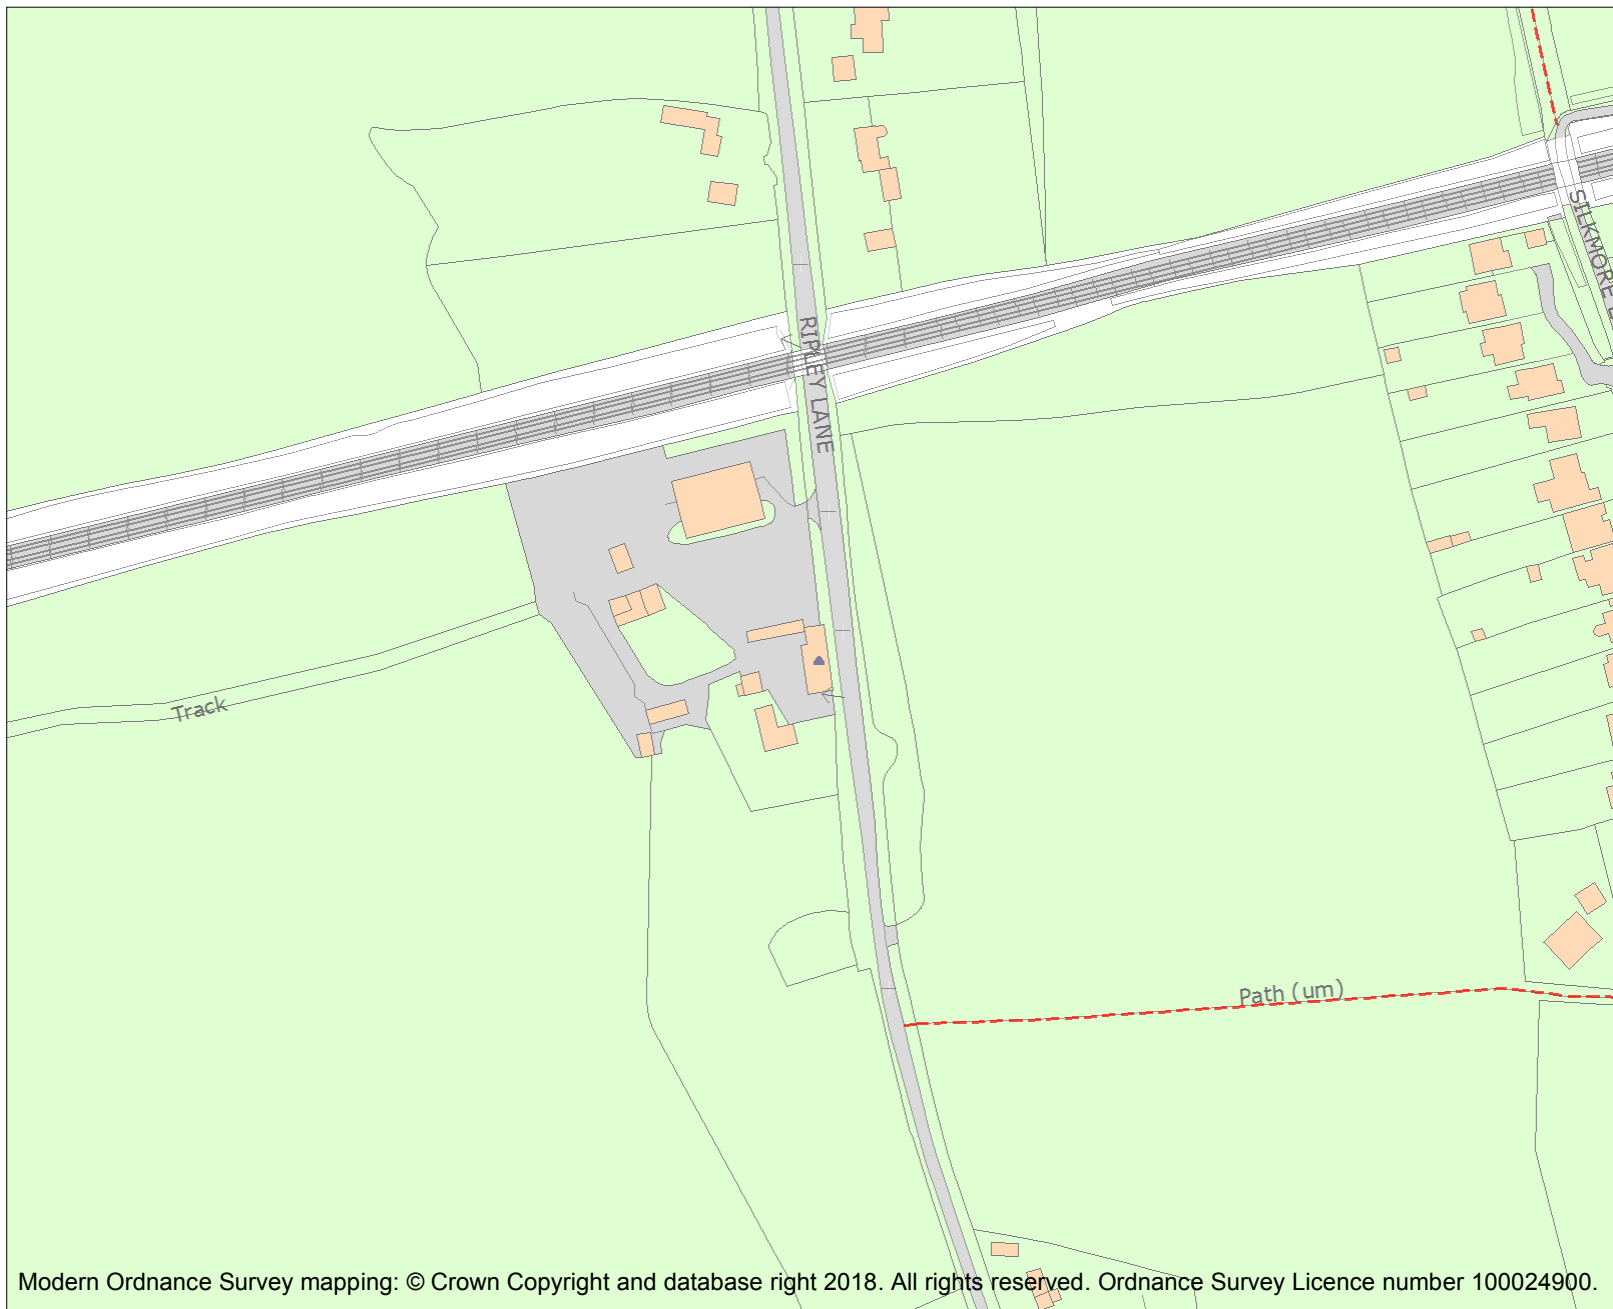 SILKMORE
RIPLEY LANE
Track
Path (um)
Modern Ordnance Survey mapping: © Crown Copyright and database right 2018. All rights reserved. Ordnance Survey Licence number 100024900.